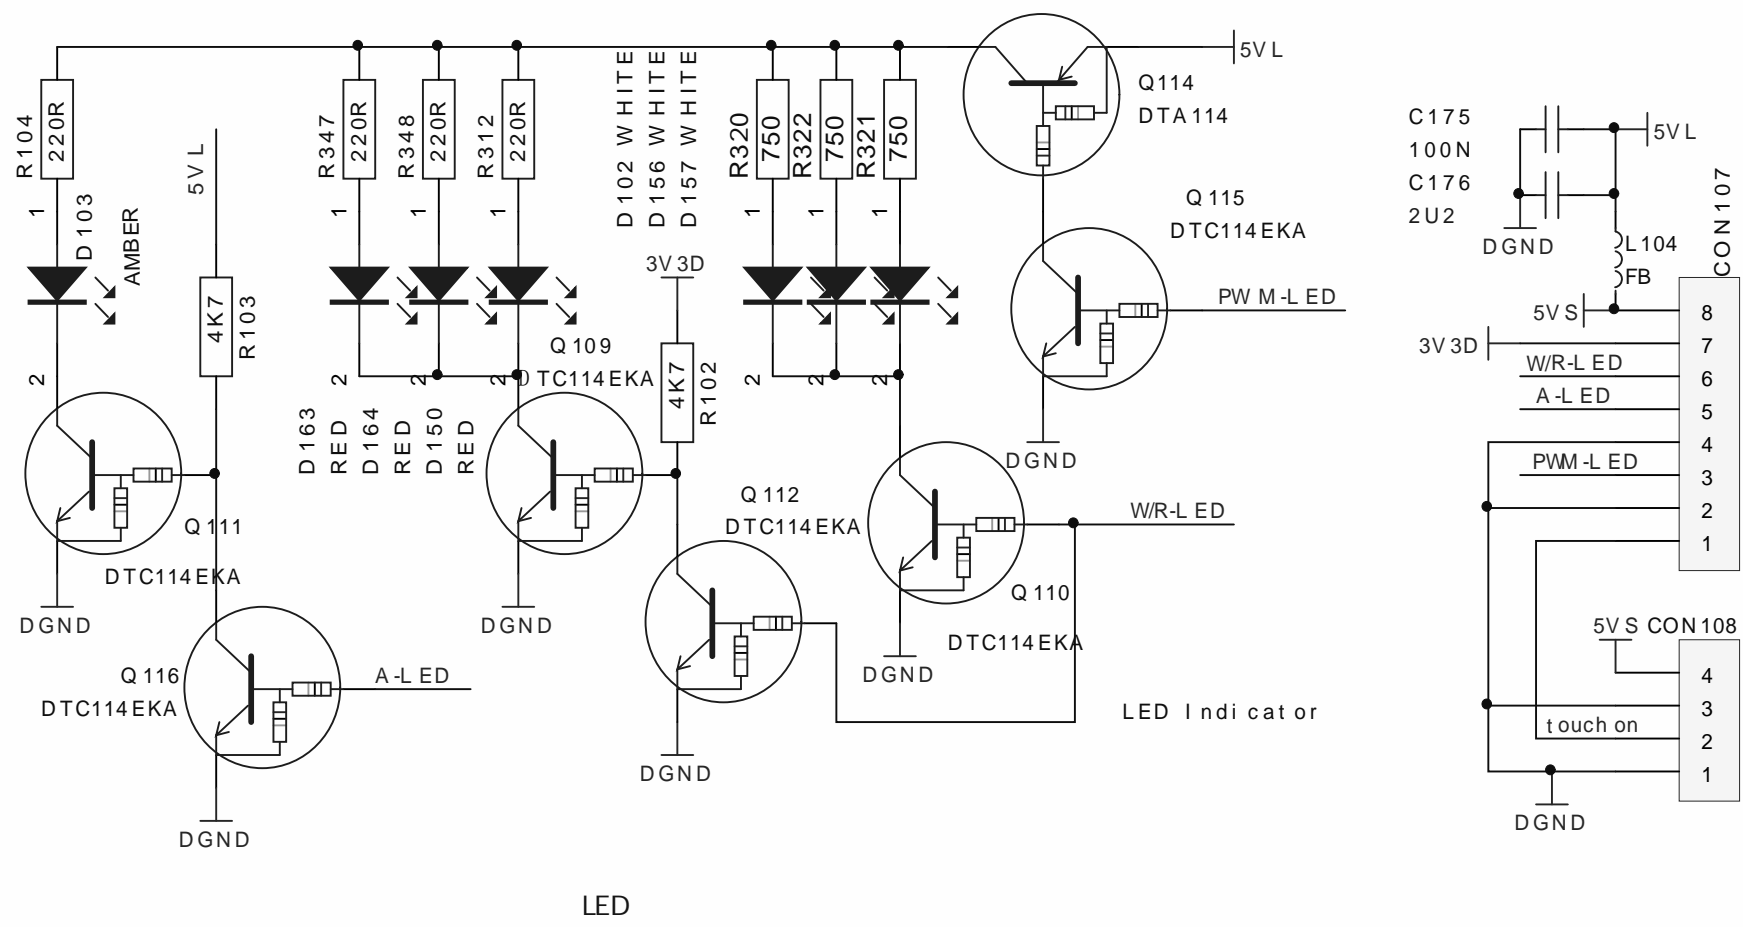 R104
220R
1
D103
AMBER
2
5VL
4K7
R103
Q111
DTC114EKA
DGND
Q116
DTC114EKA
A-LED
DGND
R347
220R
R348
220R
R312
220R
1
1
1
2
2
2
D163
RED
D164
RED
D150
RED
Q109
DTC114EKA
DGND
D102 WHITE
D156 WHITE
D157 WHITE
3V3D
4K7
R102
R320
750
R322
750
R321
750
1
1
1
2
2
2
Q112
DTC114EKA
DGND
Q110
DTC114EKA
DGND
W/R-LED
Q114
DTA114
5VL
Q115
DTC114EKA
PWM-LED
DGND
LED Indicator
C175
100N
C176
2U2
5VL
DGND
L104
FB
CON107
5VS
8
3V3D
7
W/R-LED
6
A-LED
5
4
PWM-LED
3
2
1
5VS CON108
4
3
touch on
2
1
DGND
LED